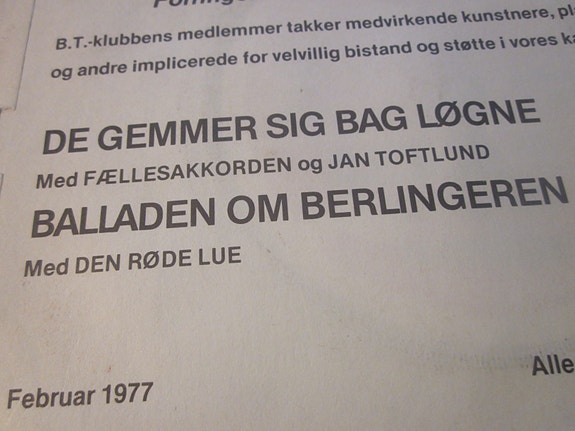 B.T.-klubbens medlemmer takker medvirkende kunstnere,
og andre implicerede for velvillig bistand og støtte i vores
DE GEMMER SIG BAG LØGNE
Med FÆLLESAKKORDEN og JAN TOFTLUND
BALLADEN OM BERLINGEREN
Med DEN RØDE LUE
Alle
Februar 1977